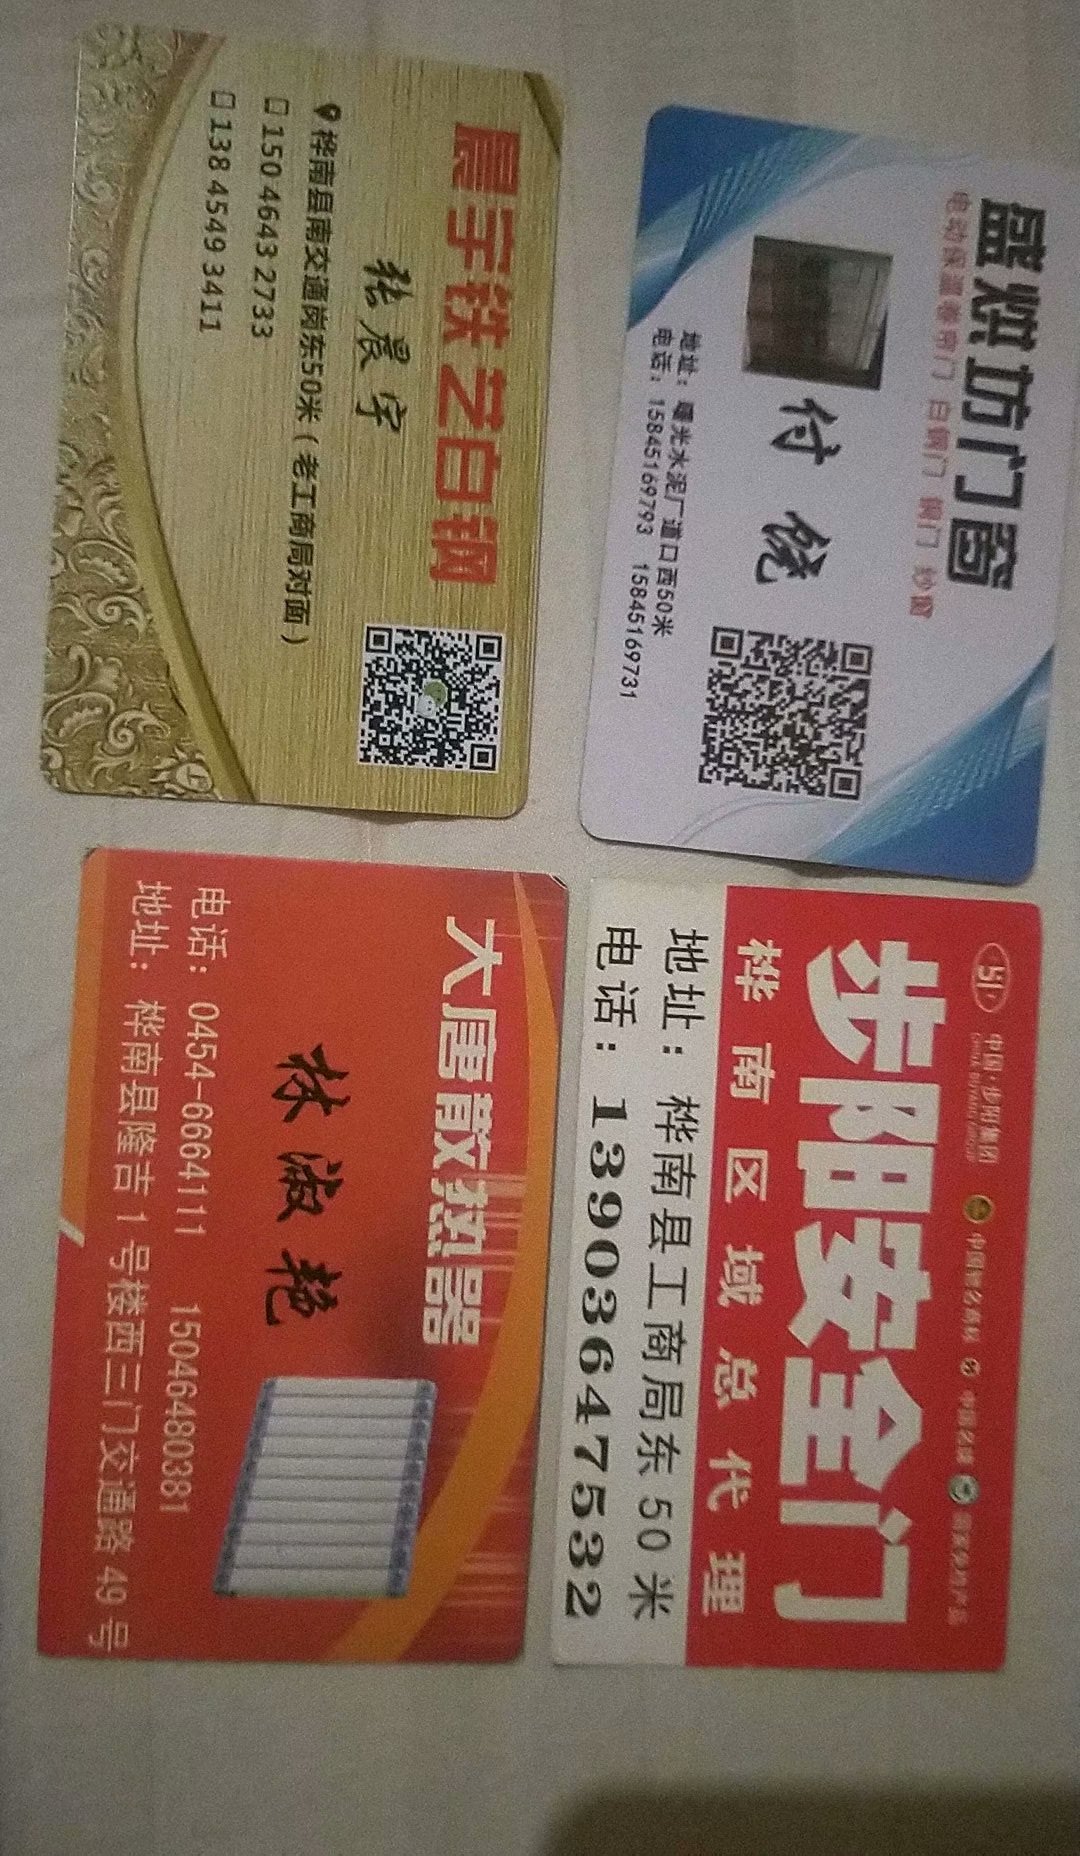 盛烘坊门窗
电动保温卷帘门 白钢门 钢门 纱窗
付饶
地址：曙光水泥厂道口西50米
电话：15845169793 15845169731
晨宇铁艺白钢
张晨宇
桦南县南交通岗东50米（老工商局对面）
150 4643 2733
138 4549 3411
中国·步阳集团
CHINA BUYANG GROUP
中国驰名商标 中国名牌 国家免检产品
步阳安全门
桦南区域总代理
地址：桦南县工商局东50米
电话：13903647532
大唐散热器
林淑艳
电话：0454-6664111 15046480381
地址：桦南县隆吉1号楼西三门交通路49号